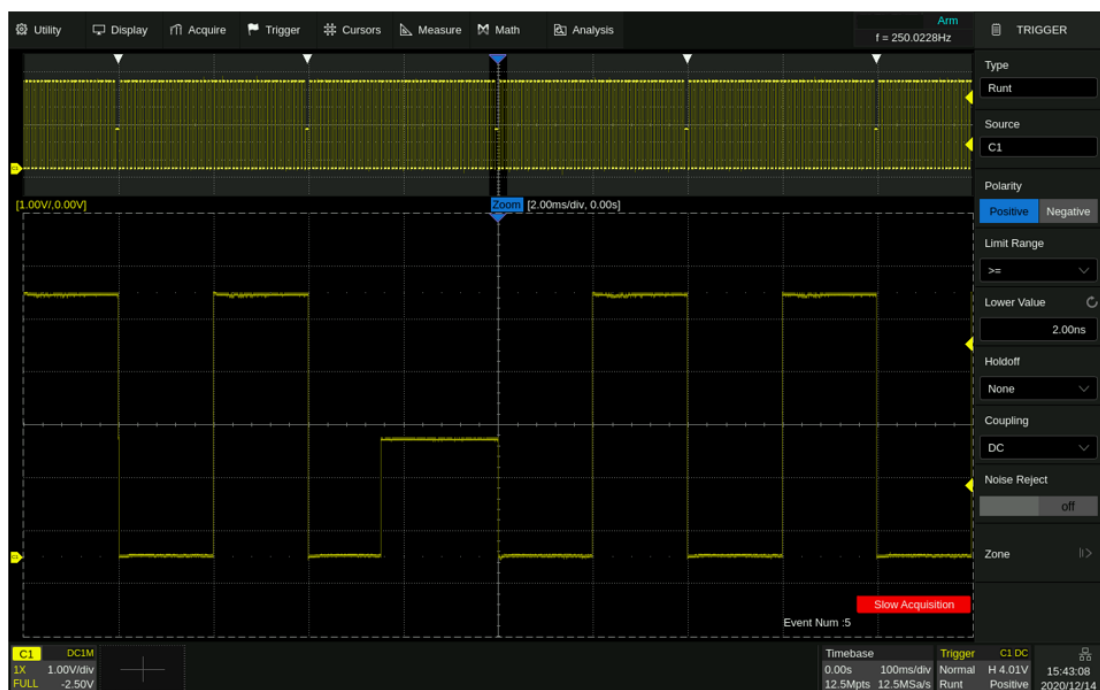 Utility Display Acquire Trigger Cursors Measure Math Analysis
Arm
f = 250.0228Hz
TRIGGER
Type
Runt
Source
C1
Polarity
Positive Negative
Limit Range
>=
Lower Value
2.00ns
Holdoff
None
Coupling
DC
Noise Reject
off
Zone
[1.00V/,0.00V]
Zoom [2.00ms/div, 0.00s]
Slow Acquisition
Event Num :5
C1 DC1M
1X 1.00V/div
FULL -2.50V
Timebase
0.00s 100ms/div
12.5Mpts 12.5MSa/s
Trigger C1 DC
Normal H 4.01V
Runt Positive
15:43:08
2020/12/14